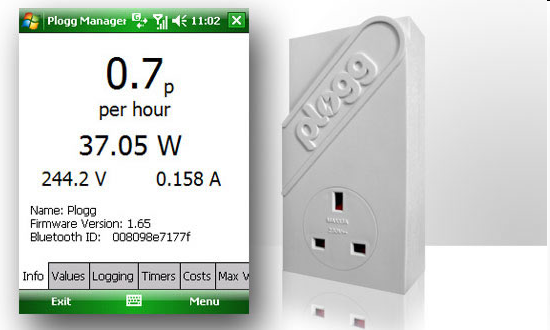 Plogg Manager 11:02
0.7p
per hour
37.05 W
244.2 V 0.158 A
Name: Plogg
Firmware Version: 1.65
Bluetooth ID: 008098e7177f
Info Values Logging Timers Costs Max
Exit Menu
plogg